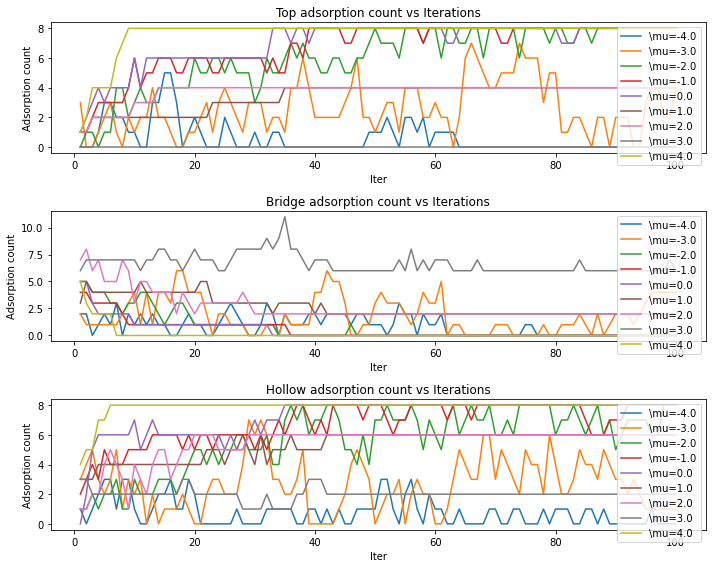 Top adsorption count vs Iterations
Adsorption count
8
6
4
2
0
0
20
40
60
80
100
Iter
\mu=-4.0
\mu=-3.0
\mu=-2.0
\mu=-1.0
\mu=0.0
\mu=1.0
\mu=2.0
\mu=3.0
\mu=4.0
Bridge adsorption count vs Iterations
Adsorption count
10.0
7.5
5.0
2.5
0.0
0
20
40
60
80
100
Iter
\mu=-4.0
\mu=-3.0
\mu=-2.0
\mu=-1.0
\mu=0.0
\mu=1.0
\mu=2.0
\mu=3.0
\mu=4.0
Hollow adsorption count vs Iterations
Adsorption count
8
6
4
2
0
0
20
40
60
80
100
Iter
\mu=-4.0
\mu=-3.0
\mu=-2.0
\mu=-1.0
\mu=0.0
\mu=1.0
\mu=2.0
\mu=3.0
\mu=4.0